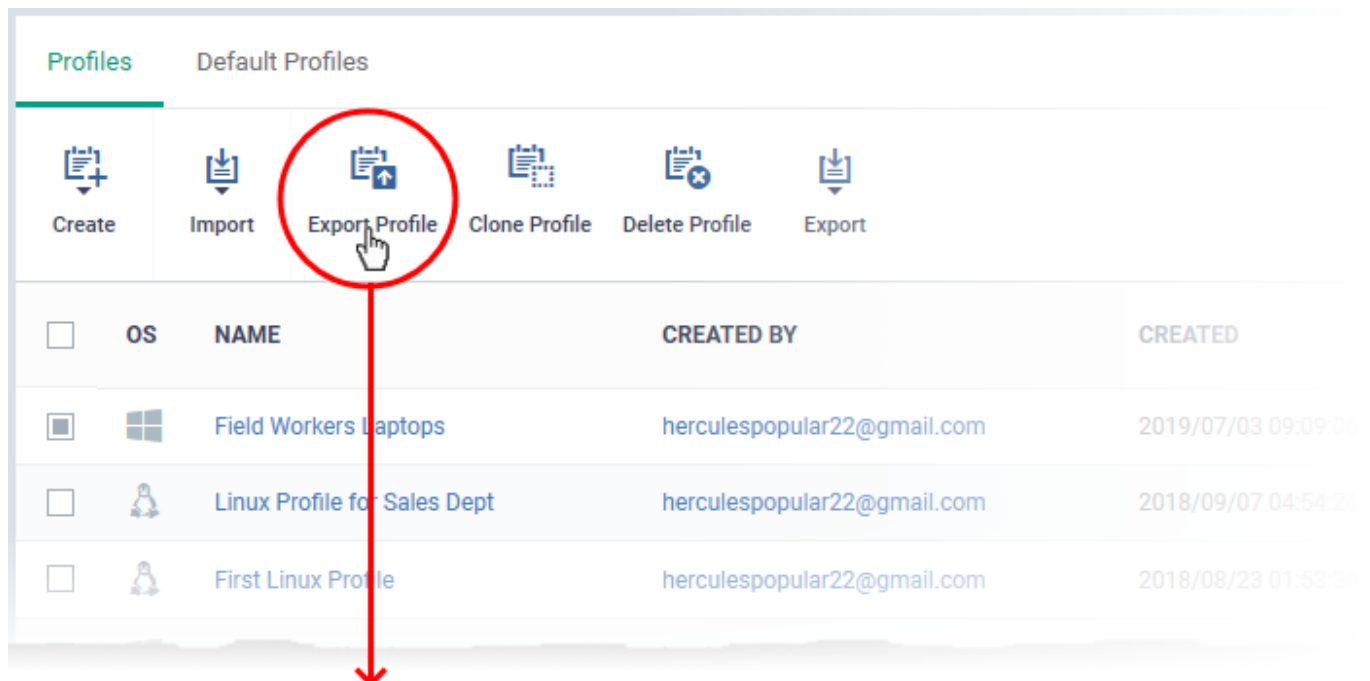 Profiles Default Profiles
Create Import Export Profile Clone Profile Delete Profile Export
OS NAME CREATED BY CREATED
Field Workers Laptops herculespopular22@gmail.com 2019/07/03 09:09:06
Linux Profile for Sales Dept herculespopular22@gmail.com 2018/09/07 04:54:2
First Linux Profile herculespopular22@gmail.com 2018/08/23 01:53:3